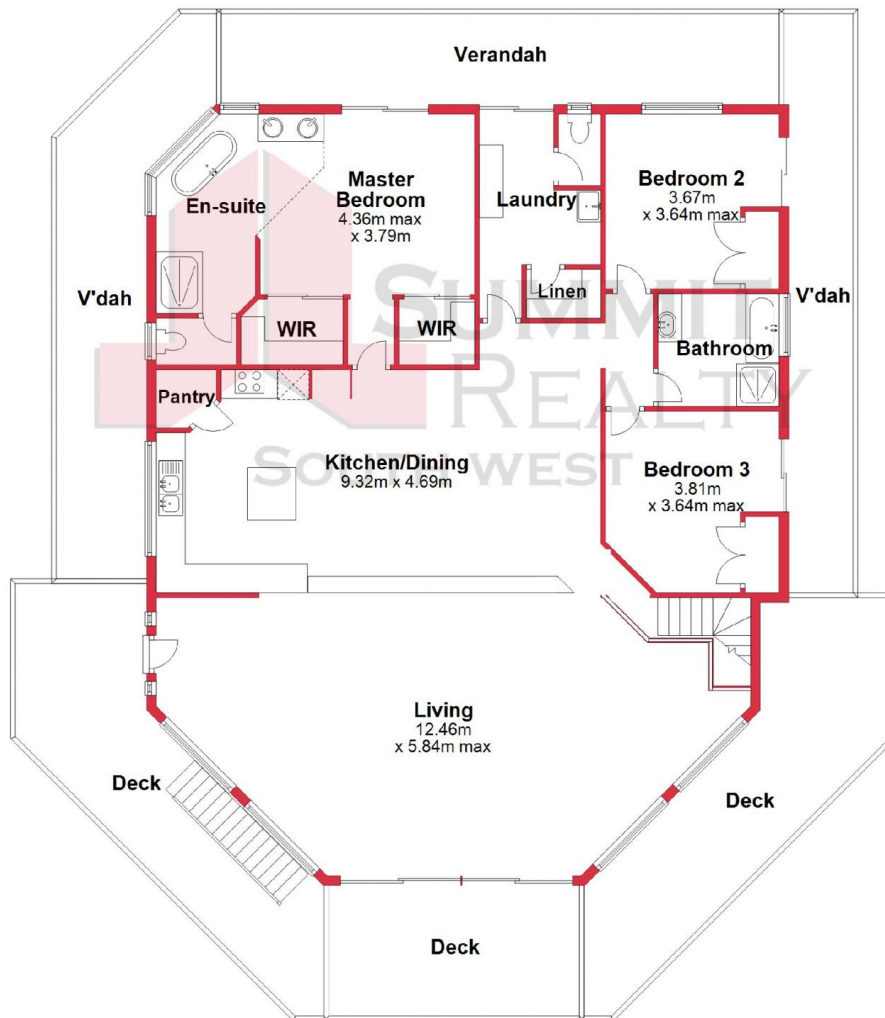 Verandah
Master
Bedroom
4.36m max
x 3.79m
En-suite
Laundry
Bedroom 2
3.67m
x 3.64m max
V'dah
V'dah
WIR
WIR
Linen
Bathroom
SUMMIT
REALTY
SOUTH WEST
Pantry
Kitchen/Dining
9.32m x 4.69m
Bedroom 3
3.81m
x 3.64m max
Living
12.46m
x 5.84m max
Deck
Deck
Deck